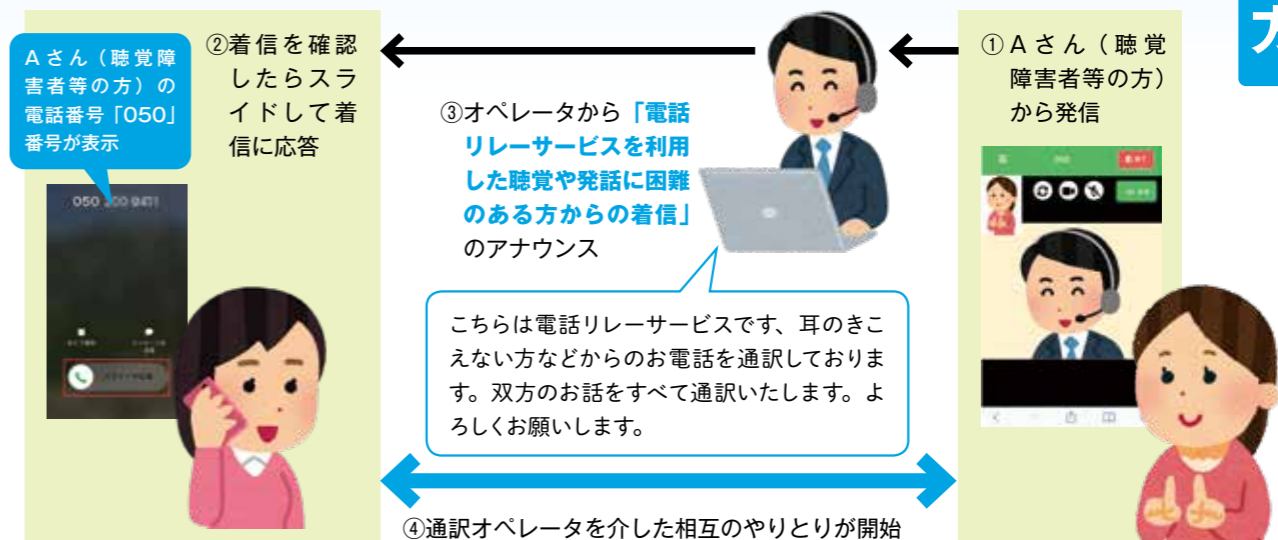 Aさん（聴覚障
害者等の方）の
電話番号「050」
番号が表示
②着信を確認
したらスラ
イドして着
信に応答
③オペレータから「電話
リレーサービスを利用
した聴覚や発話に困難
のある方からの着信」
のアナウンス
①Aさん（聴覚
障害者等の方）
から発信
こちらは電話リレーサービスです、耳のきこ
えない方などからのお電話を通訳しておりま
す。双方のお話をすべて通訳いたします。よ
ろしくお願いします。
④通訳オペレータを介した相互のやりとりが開始